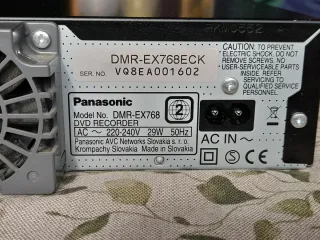 DMR-EX768ECK
SER. NO. VQ8EA001602
CAUTION: TO PREVENT
ELECTRIC SHOCK, DO NOT
REMOVE SCREWS. NO
USER-SERVICEABLE PARTS
INSIDE. REFER SERVICING
TO QUALIFIED SERVICE
PERSONNEL.
Panasonic
Model No. DMR-EX768
DVD RECORDER
2
AC ~ 220-240V 29W 50Hz
Panasonic AVC Networks Slovakia s. r. o.
Krompachy Slovakia Made in Slovakia
AC IN ~